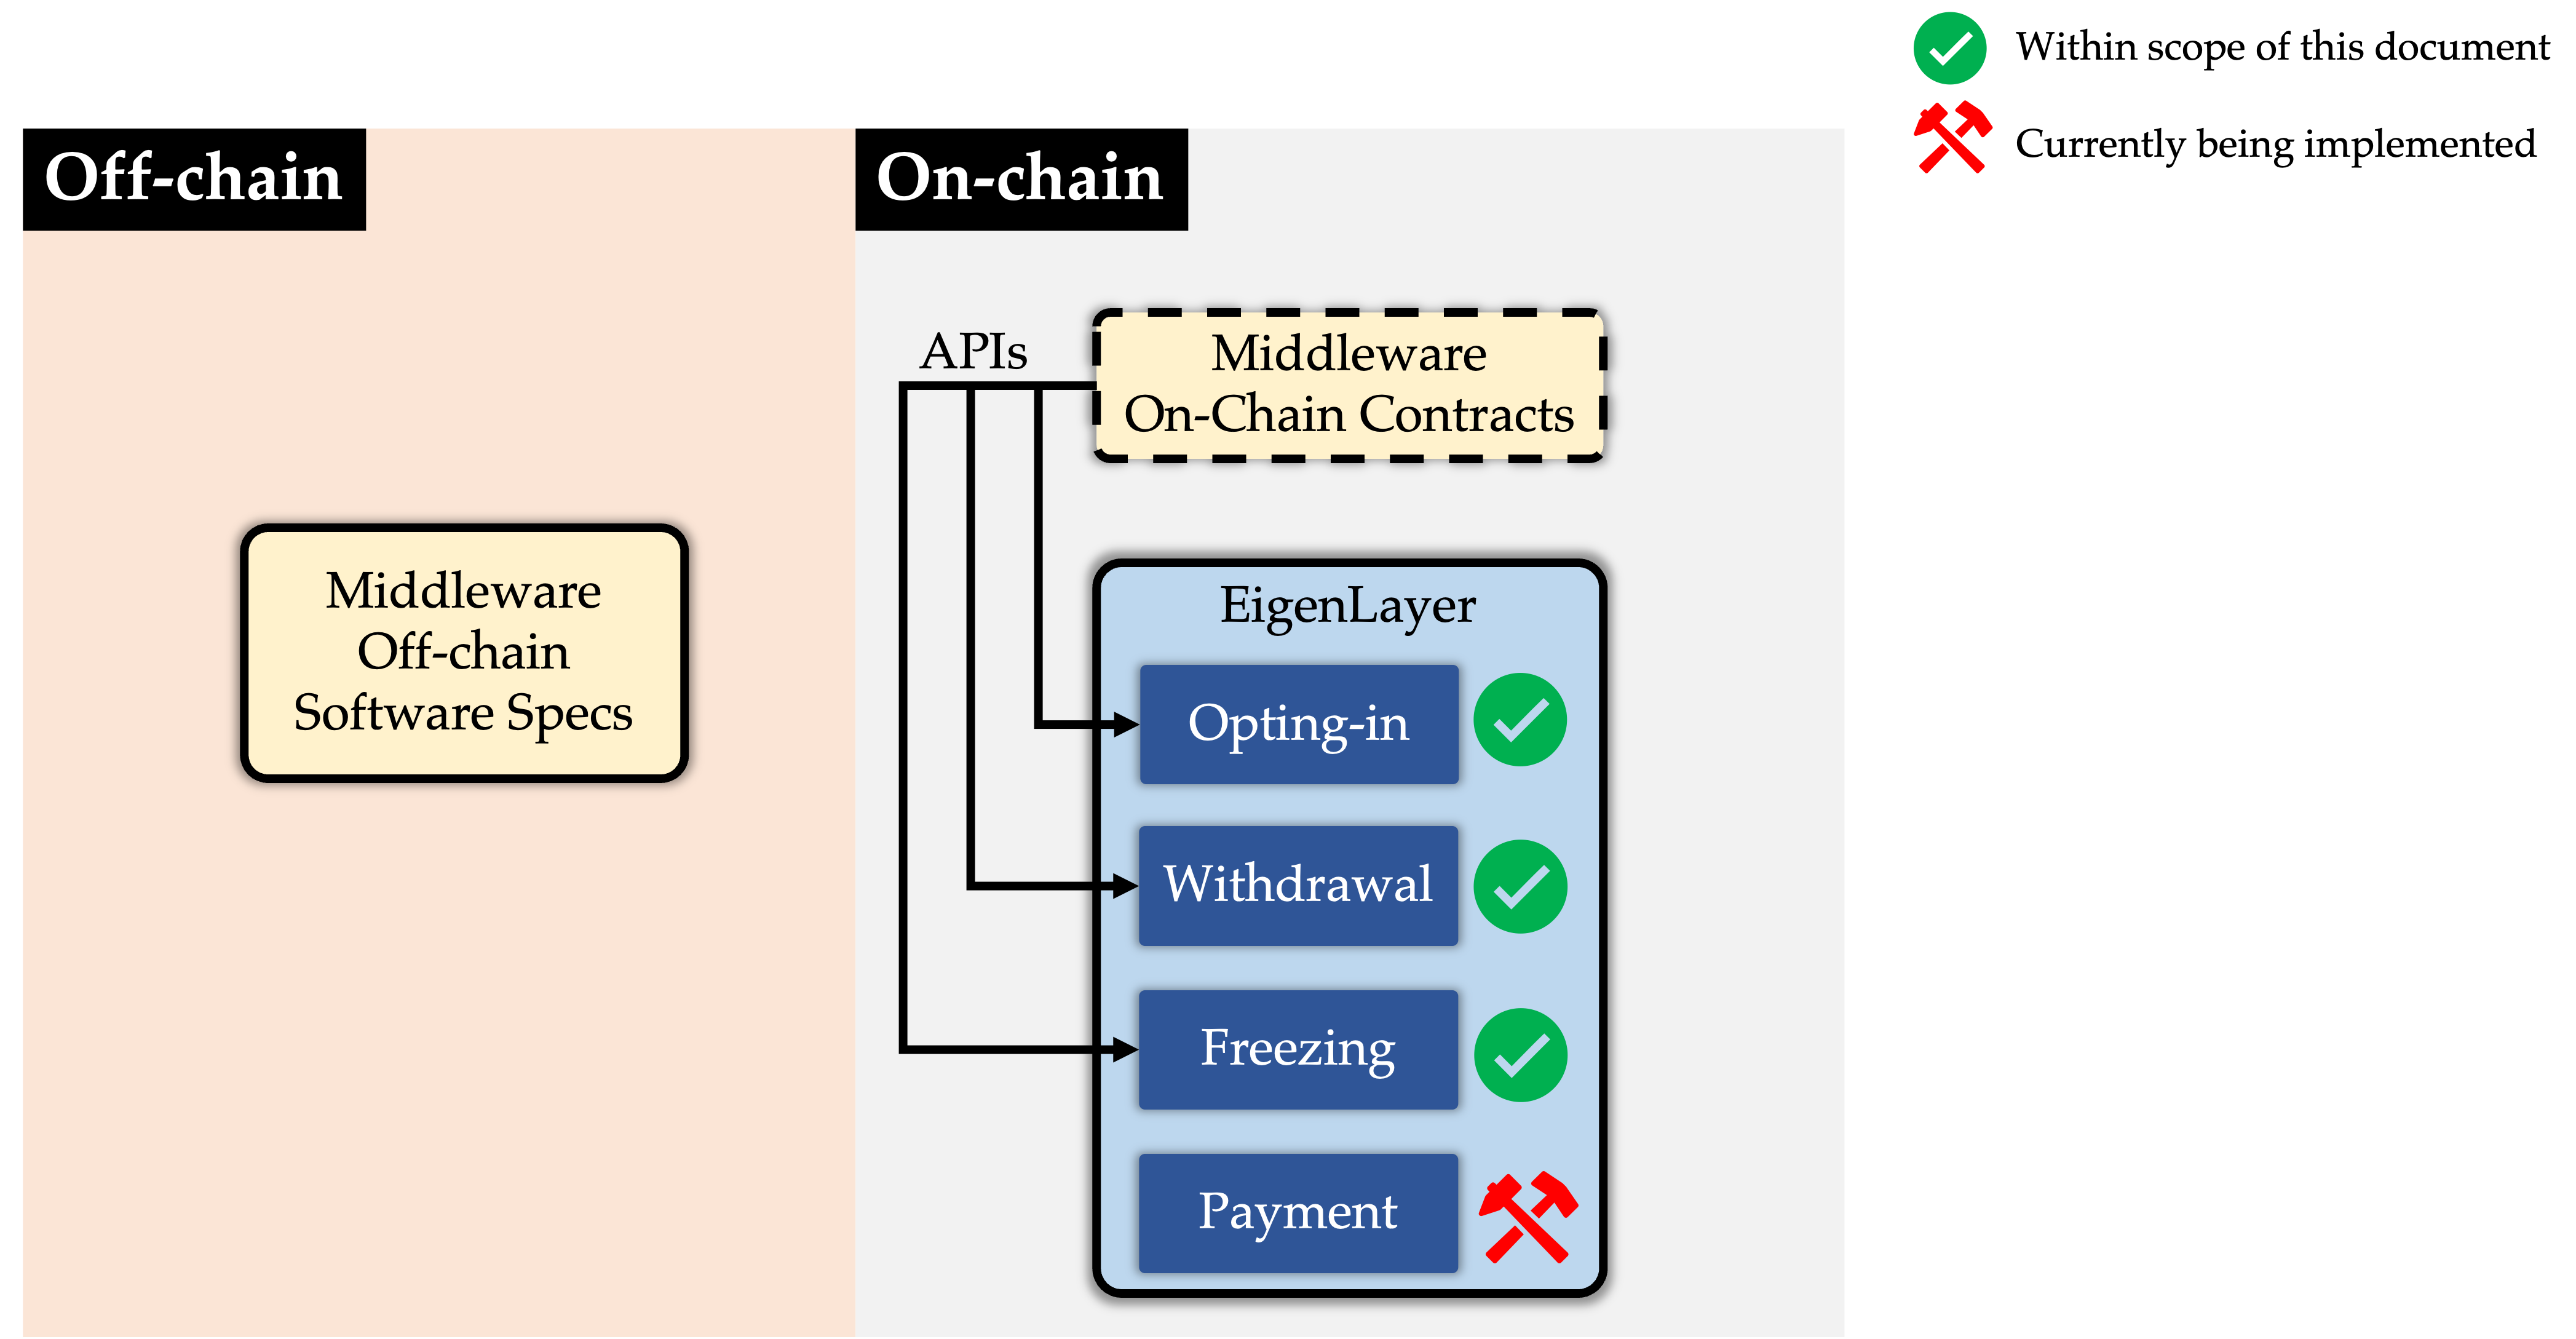 Within scope of this document
Currently being implemented
Off-chain
On-chain
Middleware
Off-chain
Software Specs
APIs
Middleware
On-Chain Contracts
EigenLayer
Opting-in
Withdrawal
Freezing
Payment